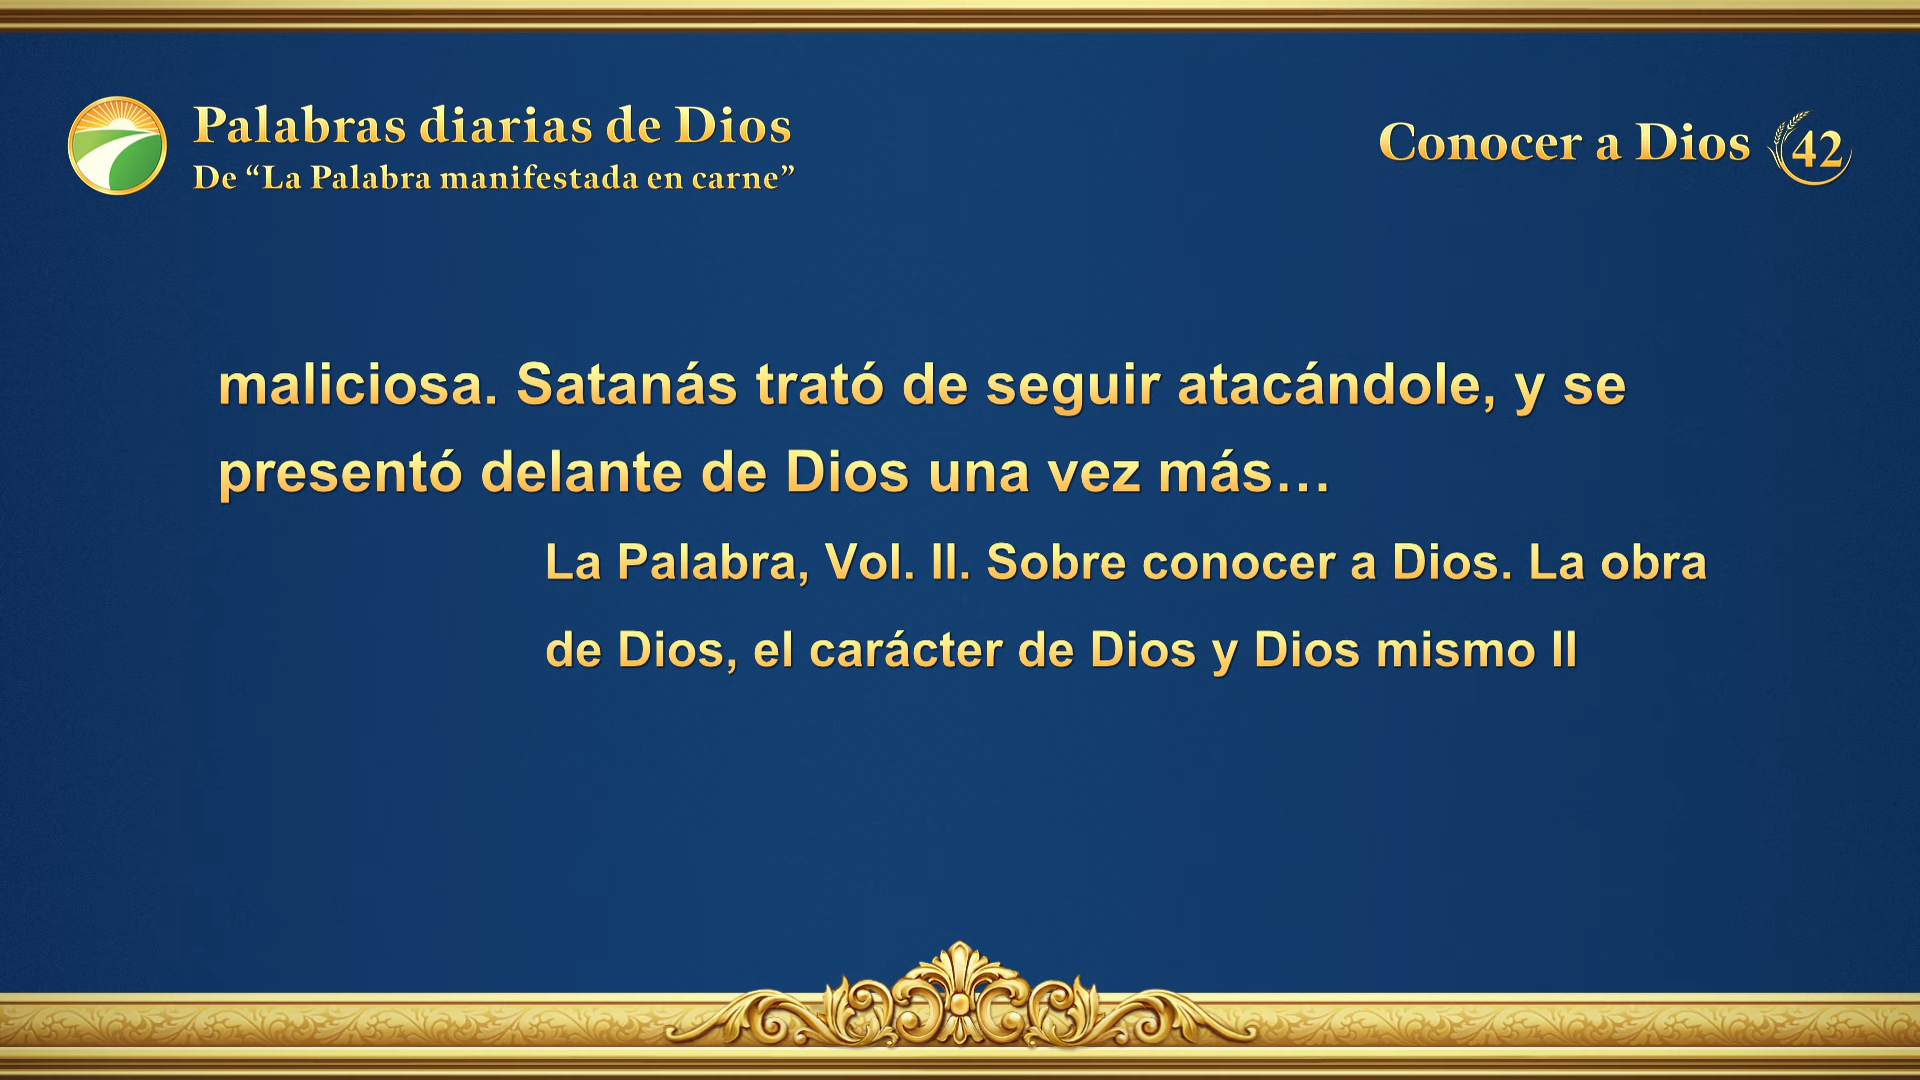 Palabras diarias de Dios
De “La Palabra manifestada en carne”
Conocer a Dios 42
maliciosa. Satanás trató de seguir atacándole, y se
presentó delante de Dios una vez más…
La Palabra, Vol. II. Sobre conocer a Dios. La obra
de Dios, el carácter de Dios y Dios mismo II